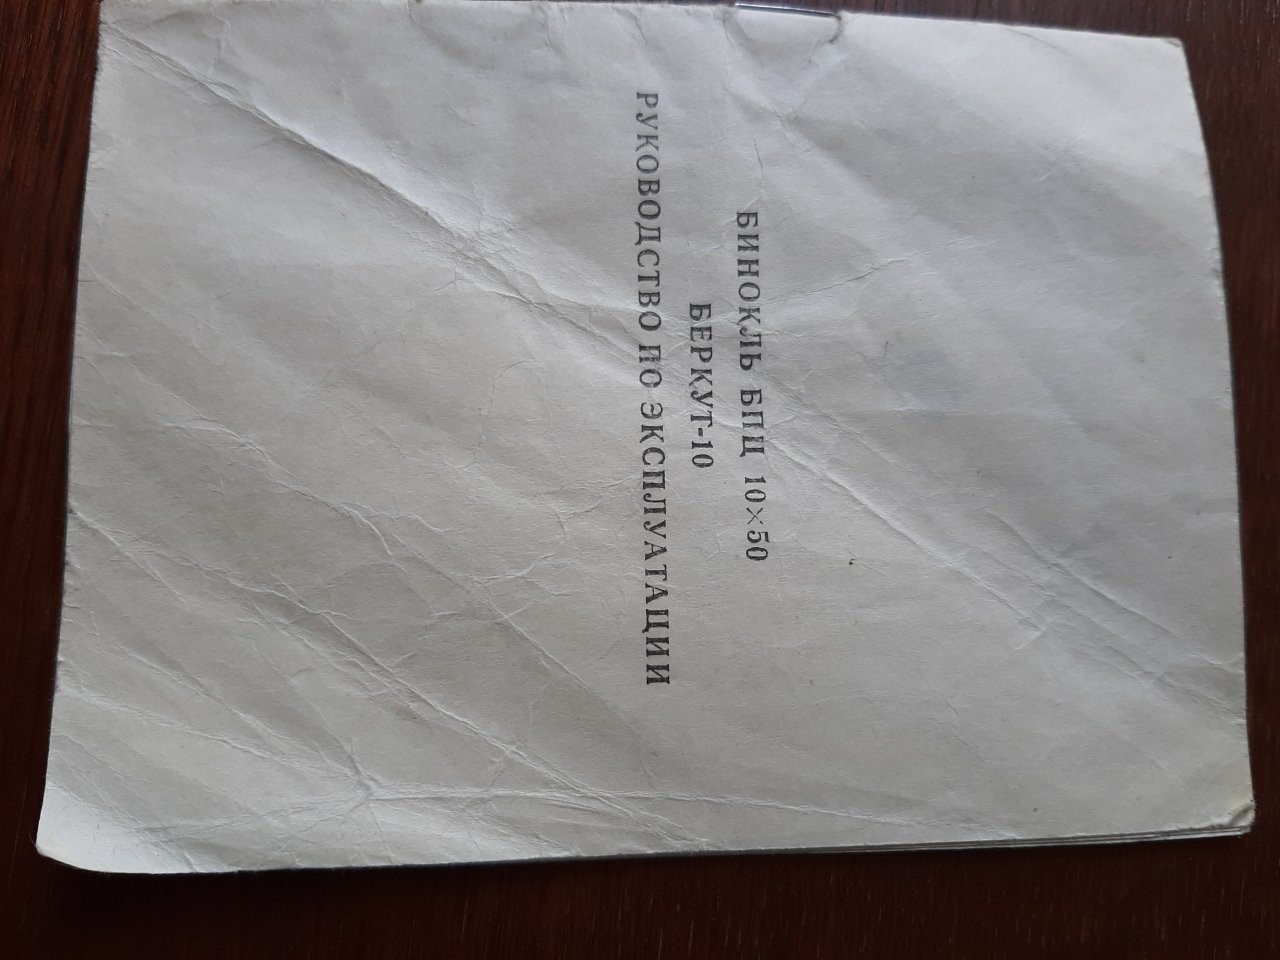 БИНОКЛЬ БПЦ 10×50
БЕРКУТ-10
РУКОВОДСТВО ПО ЭКСПЛУАТАЦИИ